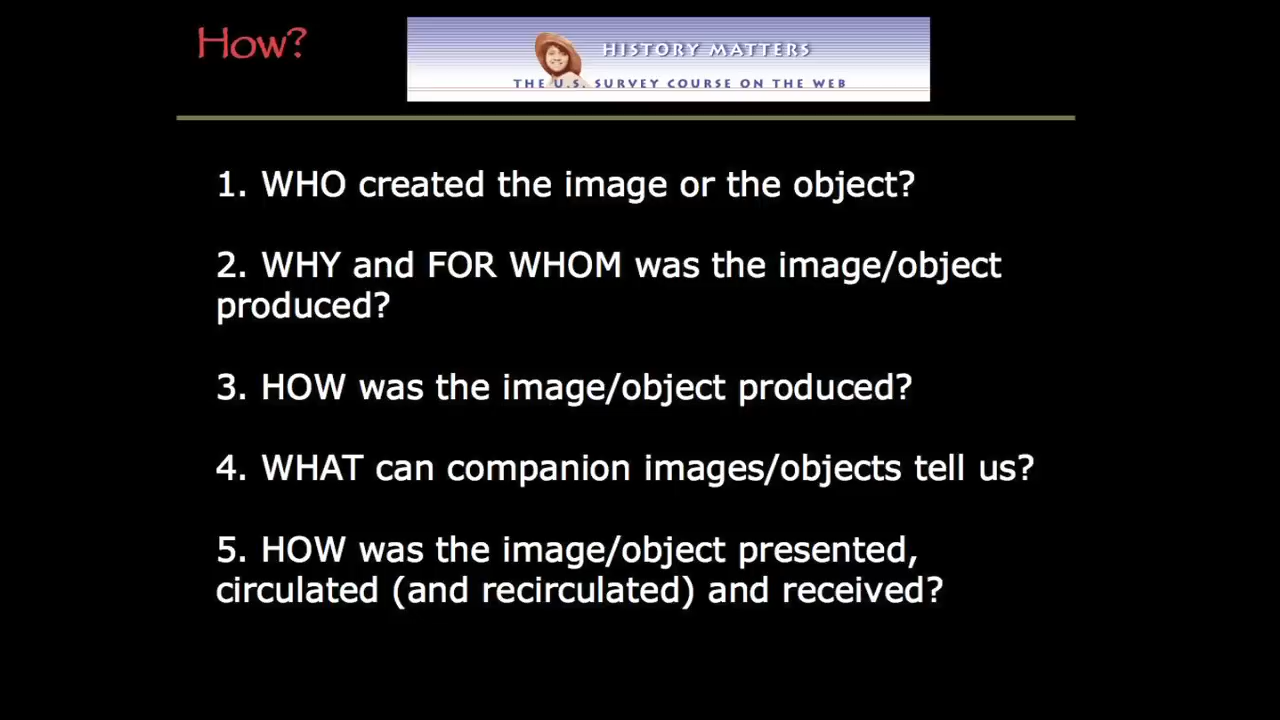 How?
HISTORY MATTERS
THE U.S. SURVEY COURSE ON THE WEB
1. WHO created the image or the object?
2. WHY and FOR WHOM was the image/object
produced?
3. HOW was the image/object produced?
4. WHAT can companion images/objects tell us?
5. HOW was the image/object presented,
circulated (and recirculated) and received?